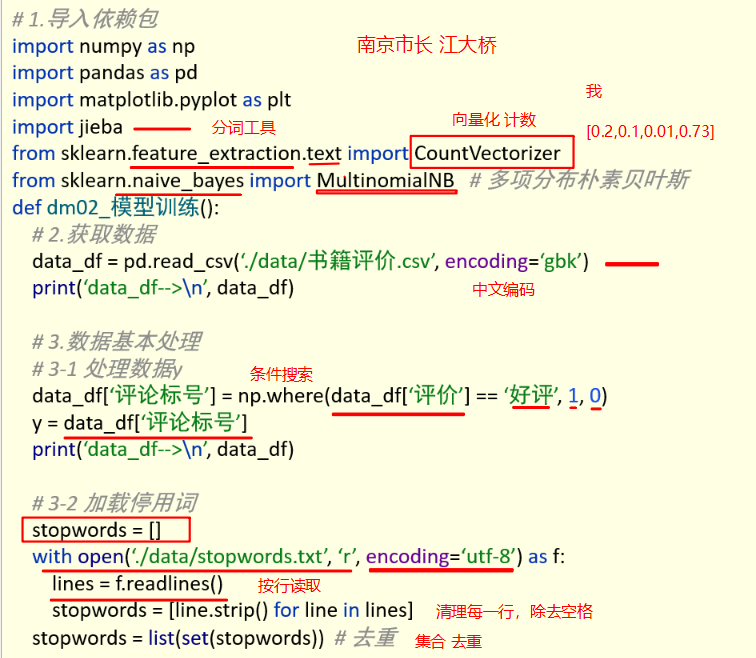 # 1.导入依赖包
import numpy as np
南京市长 江大桥
import pandas as pd
import matplotlib.pyplot as plt
我
import jieba
分词工具
向量化 计数
[0.2,0.1,0.01,0.73]
from sklearn.feature_extraction.text import CountVectorizer
from sklearn.naive_bayes import MultinomialNB # 多项分布朴素贝叶斯
def dm02_模型训练():
# 2.获取数据
data_df = pd.read_csv('./data/书籍评价.csv', encoding='gbk')
print('data_df-->\n', data_df)
中文编码
# 3.数据基本处理
# 3-1 处理数据y
条件搜索
data_df['评论标号'] = np.where(data_df['评价'] == '好评', 1, 0)
y = data_df['评论标号']
print('data_df-->\n', data_df)
# 3-2 加载停用词
stopwords = []
with open('./data/stopwords.txt', 'r', encoding='utf-8') as f:
lines = f.readlines()
按行读取
stopwords = [line.strip() for line in lines]
清理每一行，除去空格
stopwords = list(set(stopwords)) # 去重
集合 去重